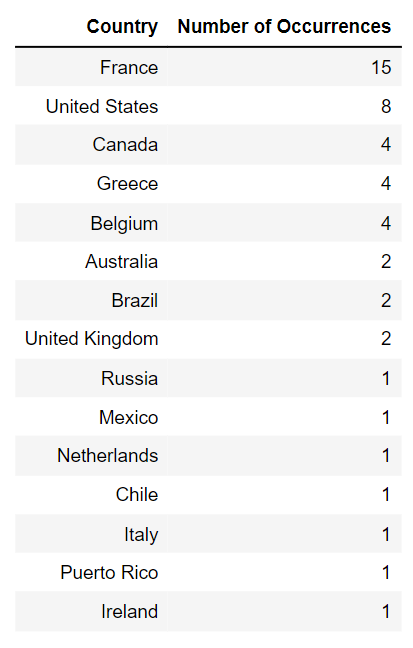 Country Number of Occurrences
France 15
United States 8
Canada 4
Greece 4
Belgium 4
Australia 2
Brazil 2
United Kingdom 2
Russia 1
Mexico 1
Netherlands 1
Chile 1
Italy 1
Puerto Rico 1
Ireland 1